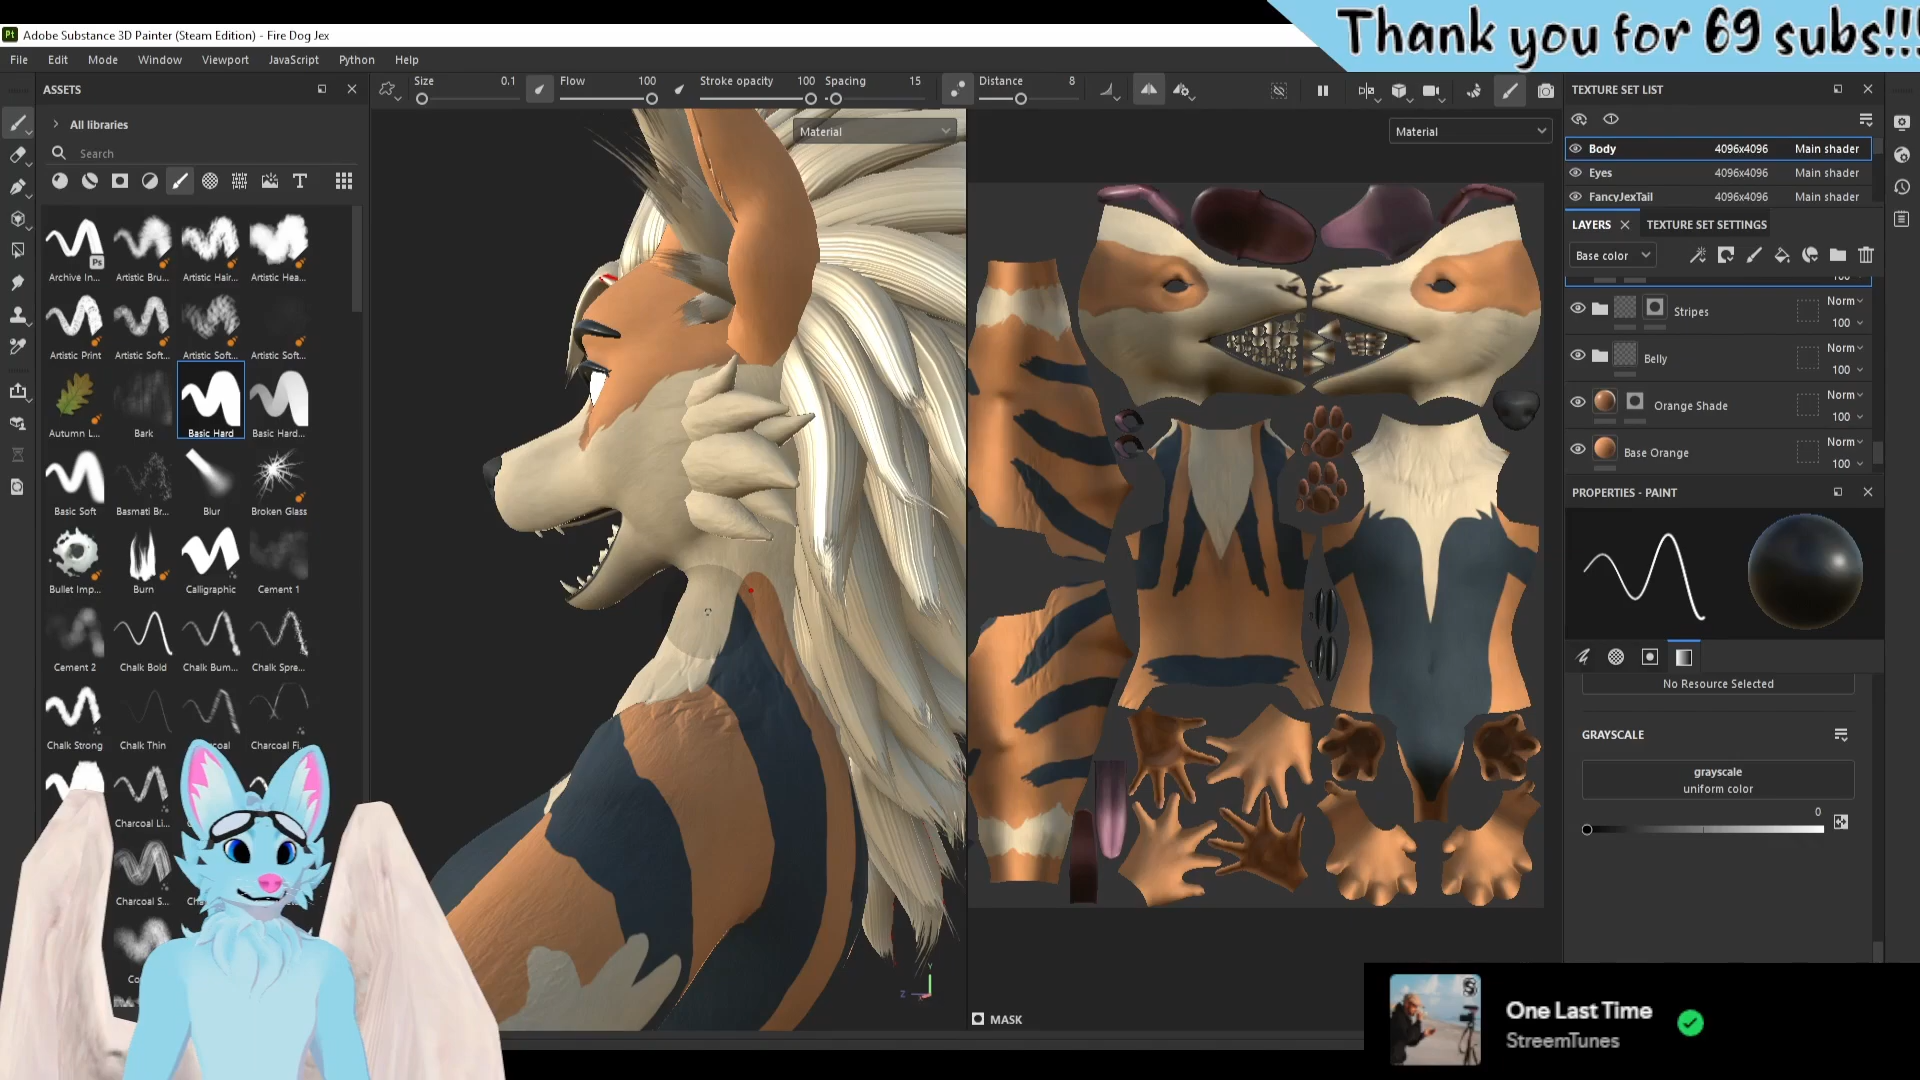 Thank you for 69 subs!!!
Adobe Substance 3D Painter (Steam Edition) - Fire Dog Jex
File Edit Mode Window Viewport JavaScript Python Help
ASSETS
Size 0.1 Flow 100 Stroke opacity 100 Spacing 15 Distance 8
All libraries
Search
Material
Material
Archive In... Artistic Bru... Artistic Hair... Artistic Hea...
Artistic Print Artistic Soft... Artistic Soft... Artistic Soft...
Autumn L... Bark Basic Hard Basic Hard...
Basic Soft Basmati Br... Blur Broken Glass
Bullet Imp... Burn Calligraphic Cement 1
Cement 2 Chalk Bold Chalk Bum... Chalk Spre...
Chalk Strong Chalk Thin Charcoal Fi...
Charcoal Li...
Charcoal S...
MASK
TEXTURE SET LIST
Body 4096x4096 Main shader
Eyes 4096x4096 Main shader
FancyJexTail 4096x4096 Main shader
LAYERS TEXTURE SET SETTINGS
Base color
100
Stripes Norm
100
Belly Norm
100
Orange Shade Norm
100
Base Orange Norm
100
PROPERTIES - PAINT
No Resource Selected
GRAYSCALE
grayscale
uniform color
0
One Last Time
StreemTunes